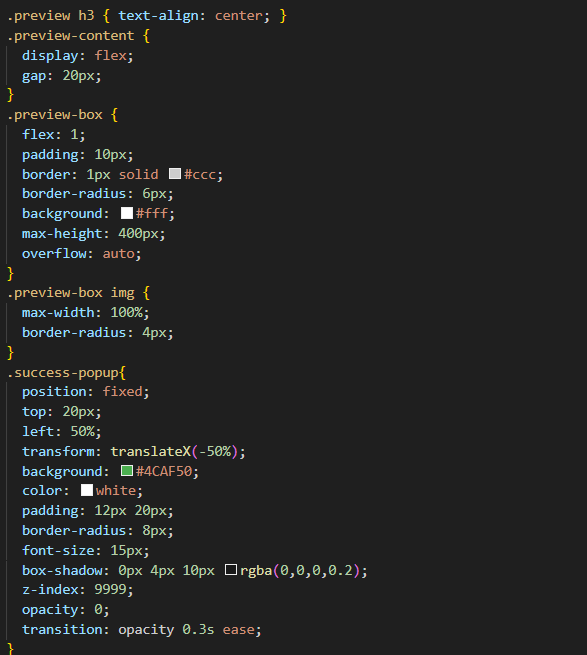 .preview h3 { text-align: center; }
.preview-content {
display: flex;
gap: 20px;
}
.preview-box {
flex: 1;
padding: 10px;
border: 1px solid #ccc;
border-radius: 6px;
background: #fff;
max-height: 400px;
overflow: auto;
}
.preview-box img {
max-width: 100%;
border-radius: 4px;
}
.success-popup{
position: fixed;
top: 20px;
left: 50%;
transform: translateX(-50%);
background: #4CAF50;
color: white;
padding: 12px 20px;
border-radius: 8px;
font-size: 15px;
box-shadow: 0px 4px 10px rgba(0,0,0,0.2);
z-index: 9999;
opacity: 0;
transition: opacity 0.3s ease;
}